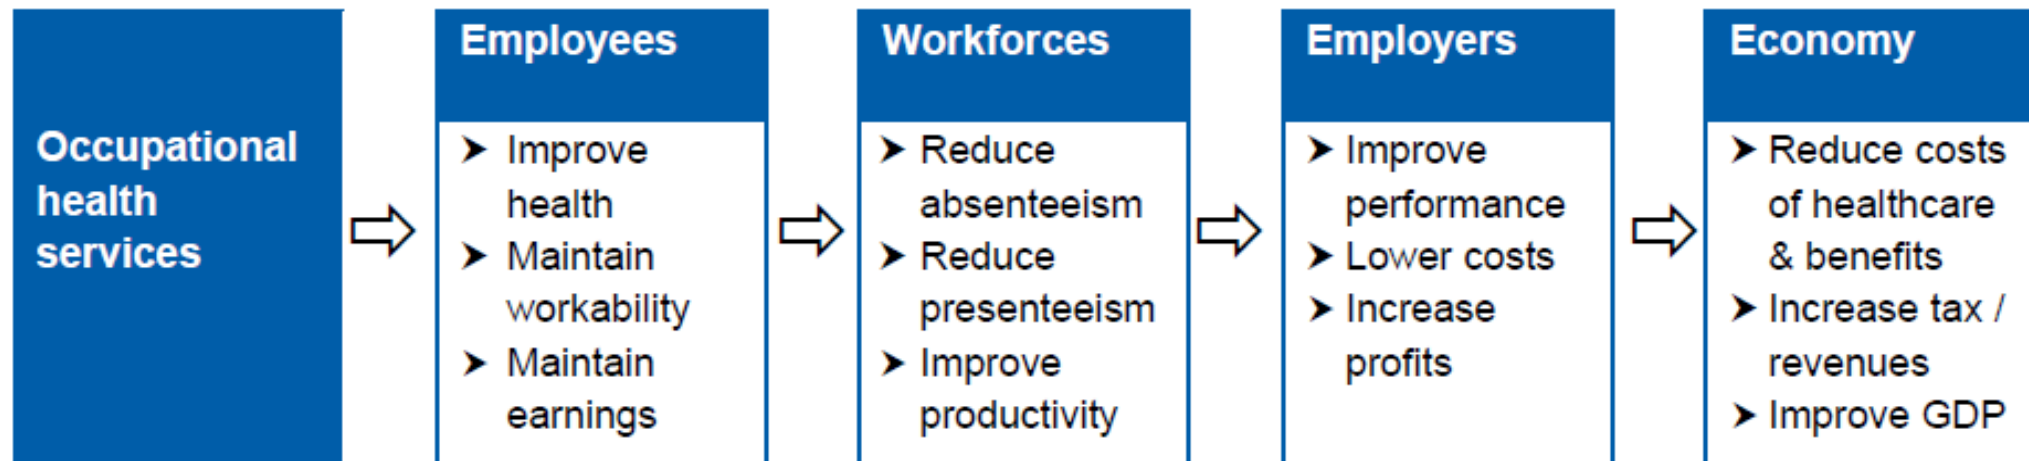 Occupational
health
services
Employees
➤ Improve
health
➤ Maintain
workability
➤ Maintain
earnings
Workforces
➤ Reduce
absenteeism
➤ Reduce
presenteeism
➤ Improve
productivity
Employers
➤ Improve
performance
➤ Lower costs
➤ Increase
profits
Economy
➤ Reduce costs
of healthcare
& benefits
➤ Increase tax /
revenues
➤ Improve GDP